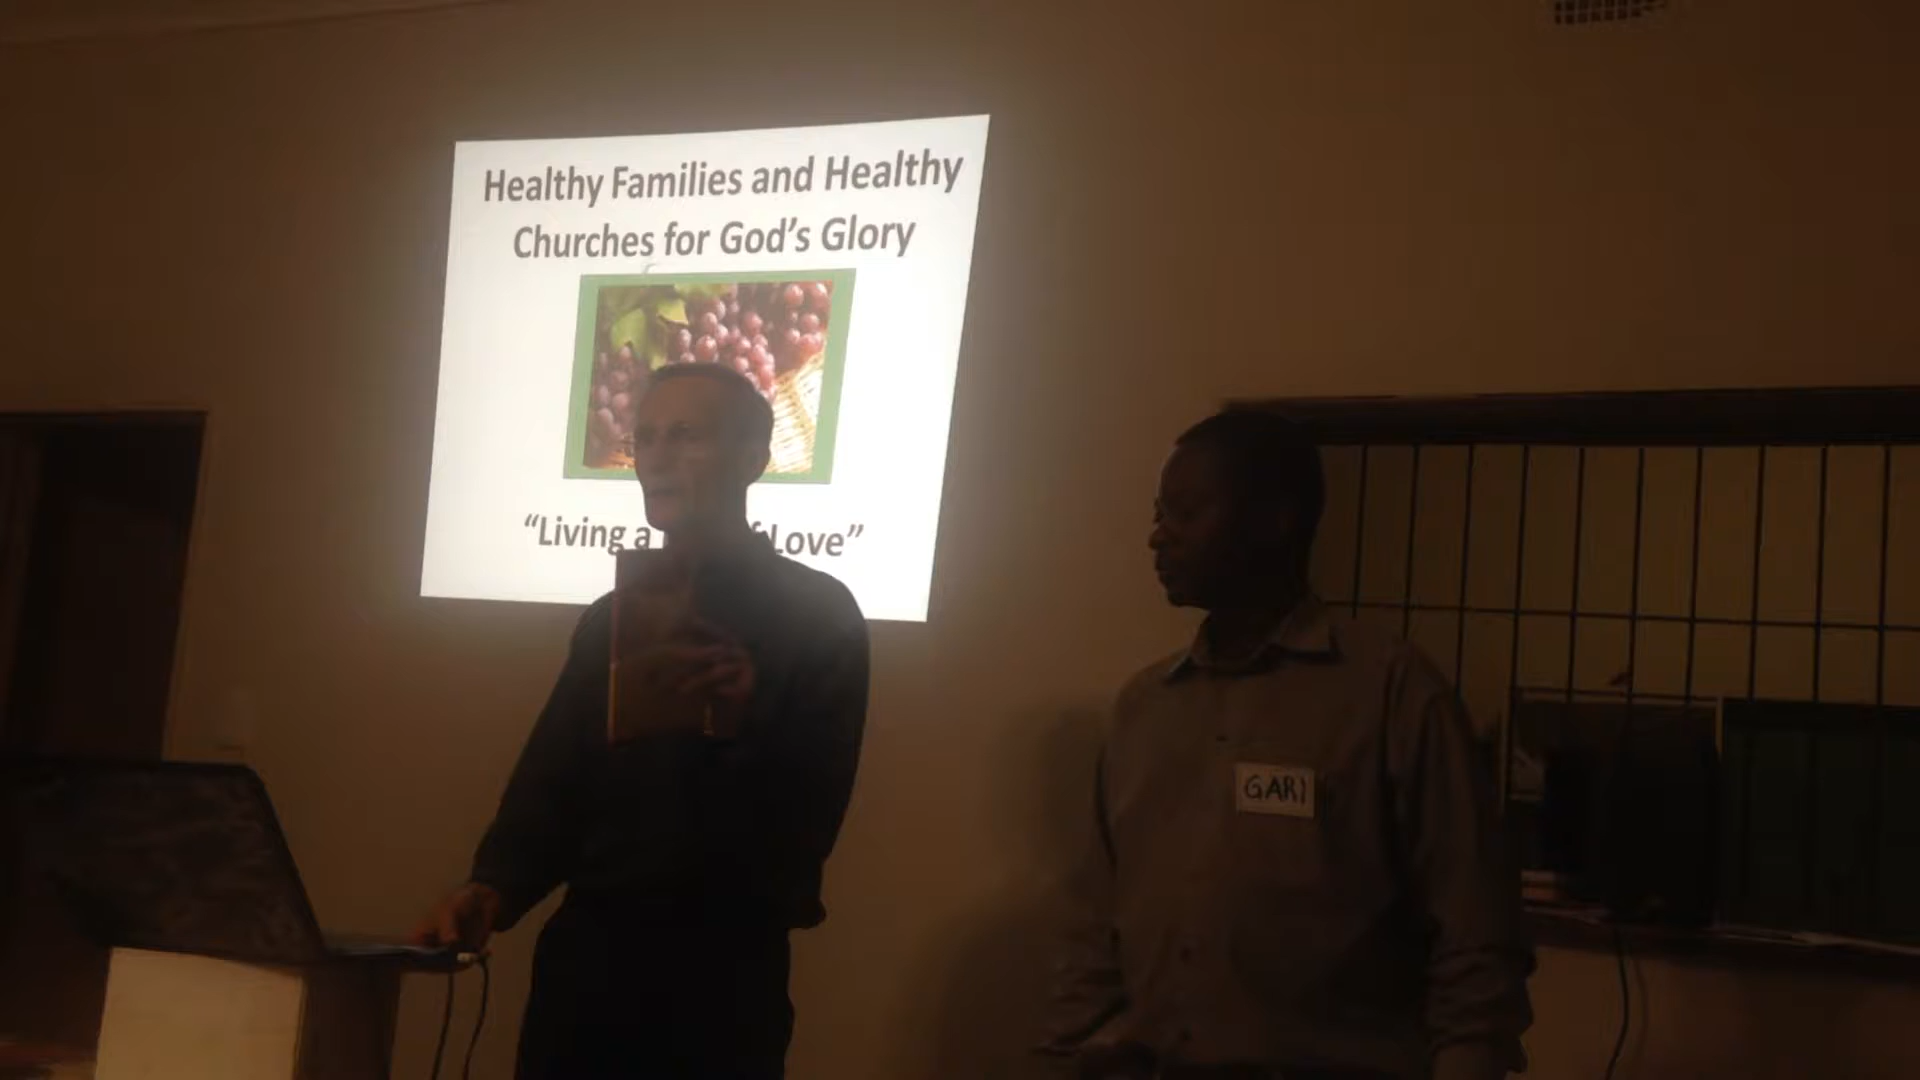 Healthy Families and Healthy
Churches for God's Glory
"Living a Love"
GARI